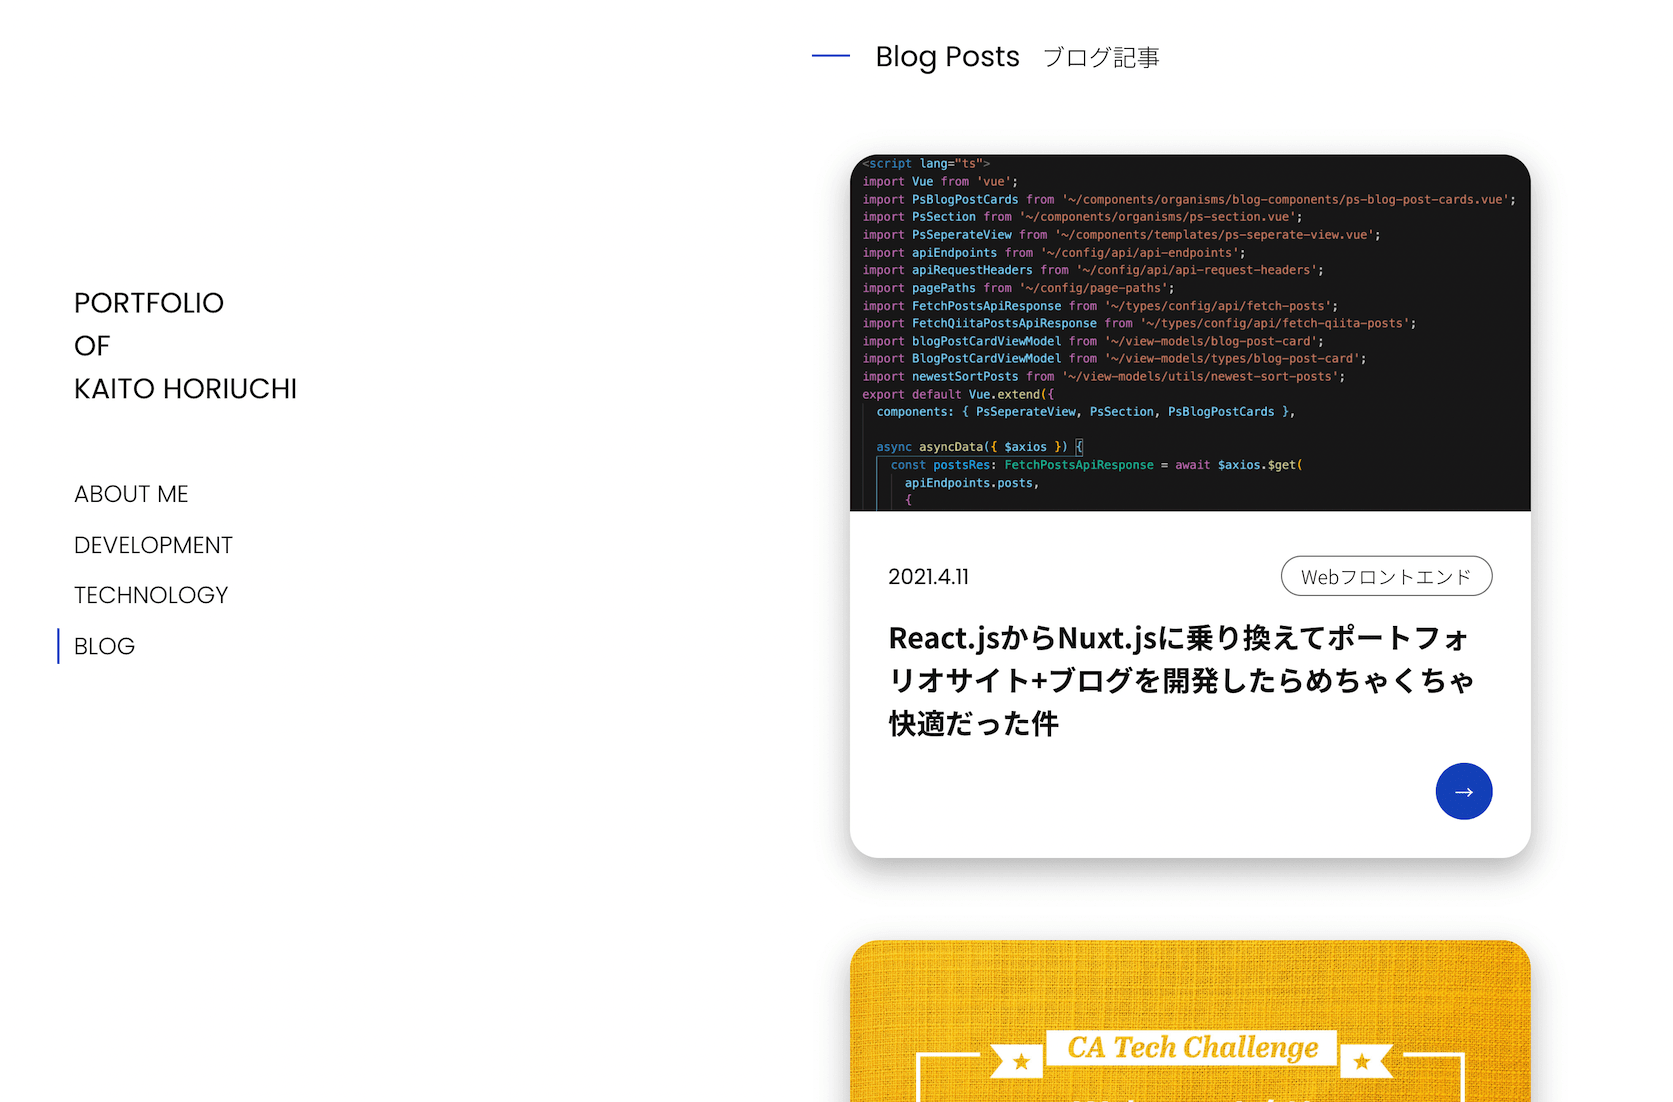 Blog Posts ブログ記事
PORTFOLIO
OF
KAITO HORIUCHI
ABOUT ME
DEVELOPMENT
TECHNOLOGY
BLOG
<script lang="ts">
import Vue from 'vue';
import PsBlogPostCards from '~/components/organisms/blog-components/ps-blog-post-cards.vue';
import PsSection from '~/components/organisms/ps-section.vue';
import PsSeperateView from '~/components/templates/ps-seperate-view.vue';
import apiEndpoints from '~/config/api/api-endpoints';
import apiRequestHeaders from '~/config/api/api-request-headers';
import pagePaths from '~/config/page-paths';
import FetchPostsApiResponse from '~/types/config/api/fetch-posts';
import FetchQiitaPostsApiResponse from '~/types/config/api/fetch-qiita-posts';
import blogPostCardViewModel from '~/view-models/blog-post-card';
import BlogPostCardViewModel from '~/view-models/types/blog-post-card';
import newestSortPosts from '~/view-models/utils/newest-sort-posts';
export default Vue.extend({
components: { PsSeperateView, PsSection, PsBlogPostCards },
async asyncData({ $axios }) {
const postsRes: FetchPostsApiResponse = await $axios.$get(
apiEndpoints.posts,
{
2021.4.11
Webフロントエンド
React.jsからNuxt.jsに乗り換えてポートフォ
リオサイト+ブログを開発したらめちゃくちゃ
快適だった件
→
CA Tech Challenge